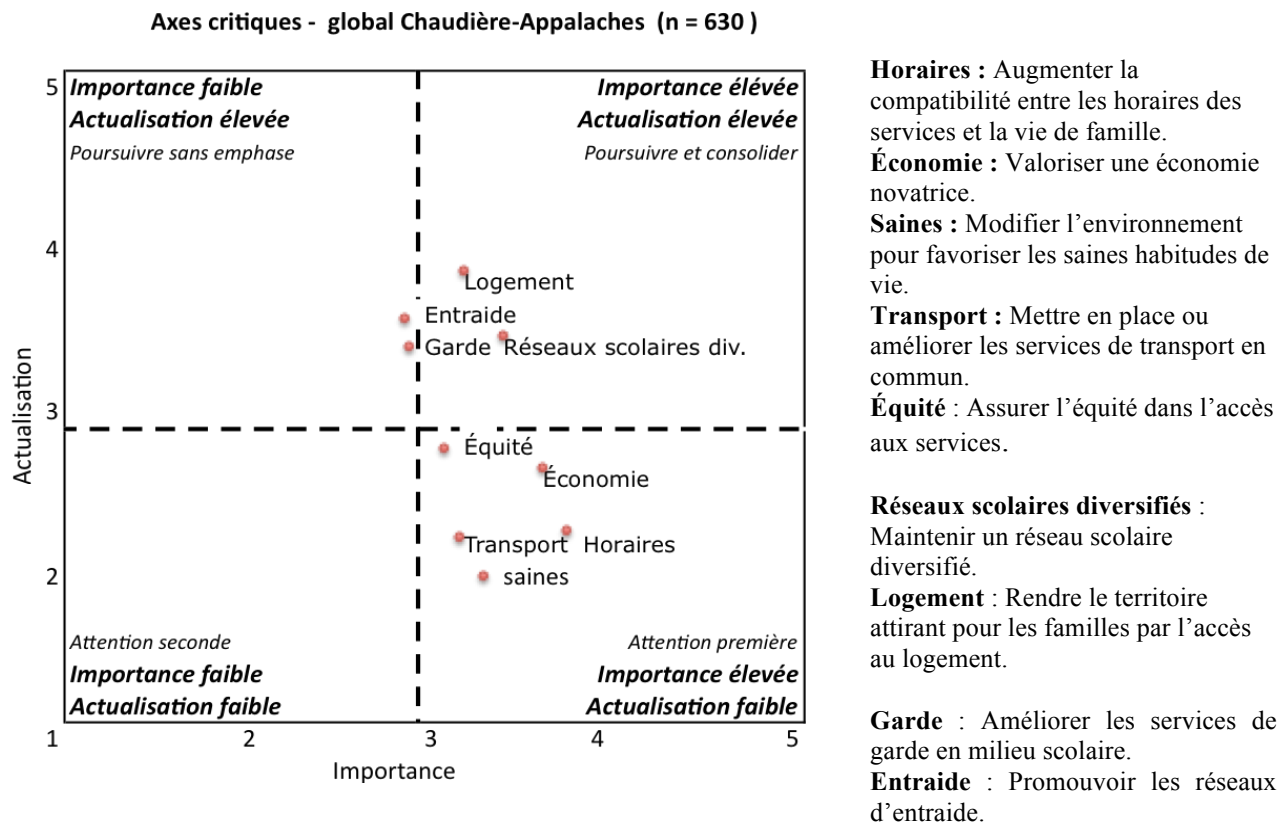 Axes critiques - global Chaudière-Appalaches (n = 630 )
5
Importance faible
Actualisation élevée
Poursuivre sans emphase
Importance élévée
Actualisation élevée
Poursuivre et consolider
4
Logement
Entraide
Garde
Réseaux scolaires div.
Actualisation
3
Équité
Économie
Transport
Horaires
saines
2
Attention seconde
Importance faible
Actualisation faible
Attention première
Importance élevée
Actualisation faible
1
2
3
4
5
Importance
Horaires : Augmenter la
compatibilité entre les horaires des
services et la vie de famille.
Économie : Valoriser une économie
novatrice.
Saines : Modifier l’environnement
pour favoriser les saines habitudes de
vie.
Transport : Mettre en place ou
améliorer les services de transport en
commun.
Équité : Assurer l’équité dans l’accès
aux services.
Réseaux scolaires diversifiés :
Maintenir un réseau scolaire
diversifié.
Logement : Rendre le territoire
attirant pour les familles par l’accès
au logement.
Garde : Améliorer les services de
garde en milieu scolaire.
Entraide : Promouvoir les réseaux
d’entraide.